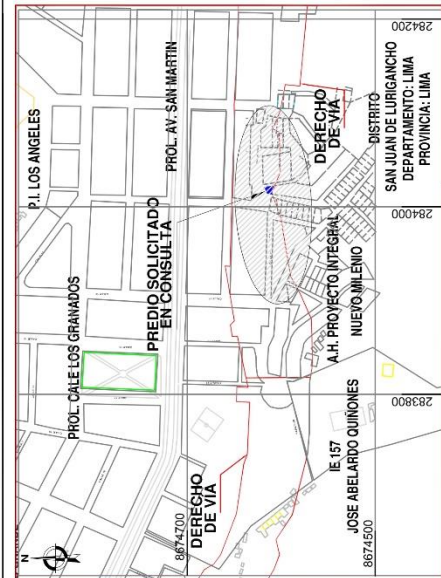 P.I. LOS ANGELES
PROL. CALE LOS GRANADOS
N
PROL. AV. SAN MARTIN
PREDIO SOLICITADO
EN CONSULTA
8674700
DERECHO
DE VIA
DERECHO
DE VIA
A.H. PROYECTO INTEGRAL
NUEVO MILENIO
IE 157
JOSE ABELARDO QUIÑONES
8674500
DISTRITO
SAN JUAN DE LURIGANCHO
DEPARTAMENTO: LIMA
PROVINCIA: LIMA
283800
284000
284200